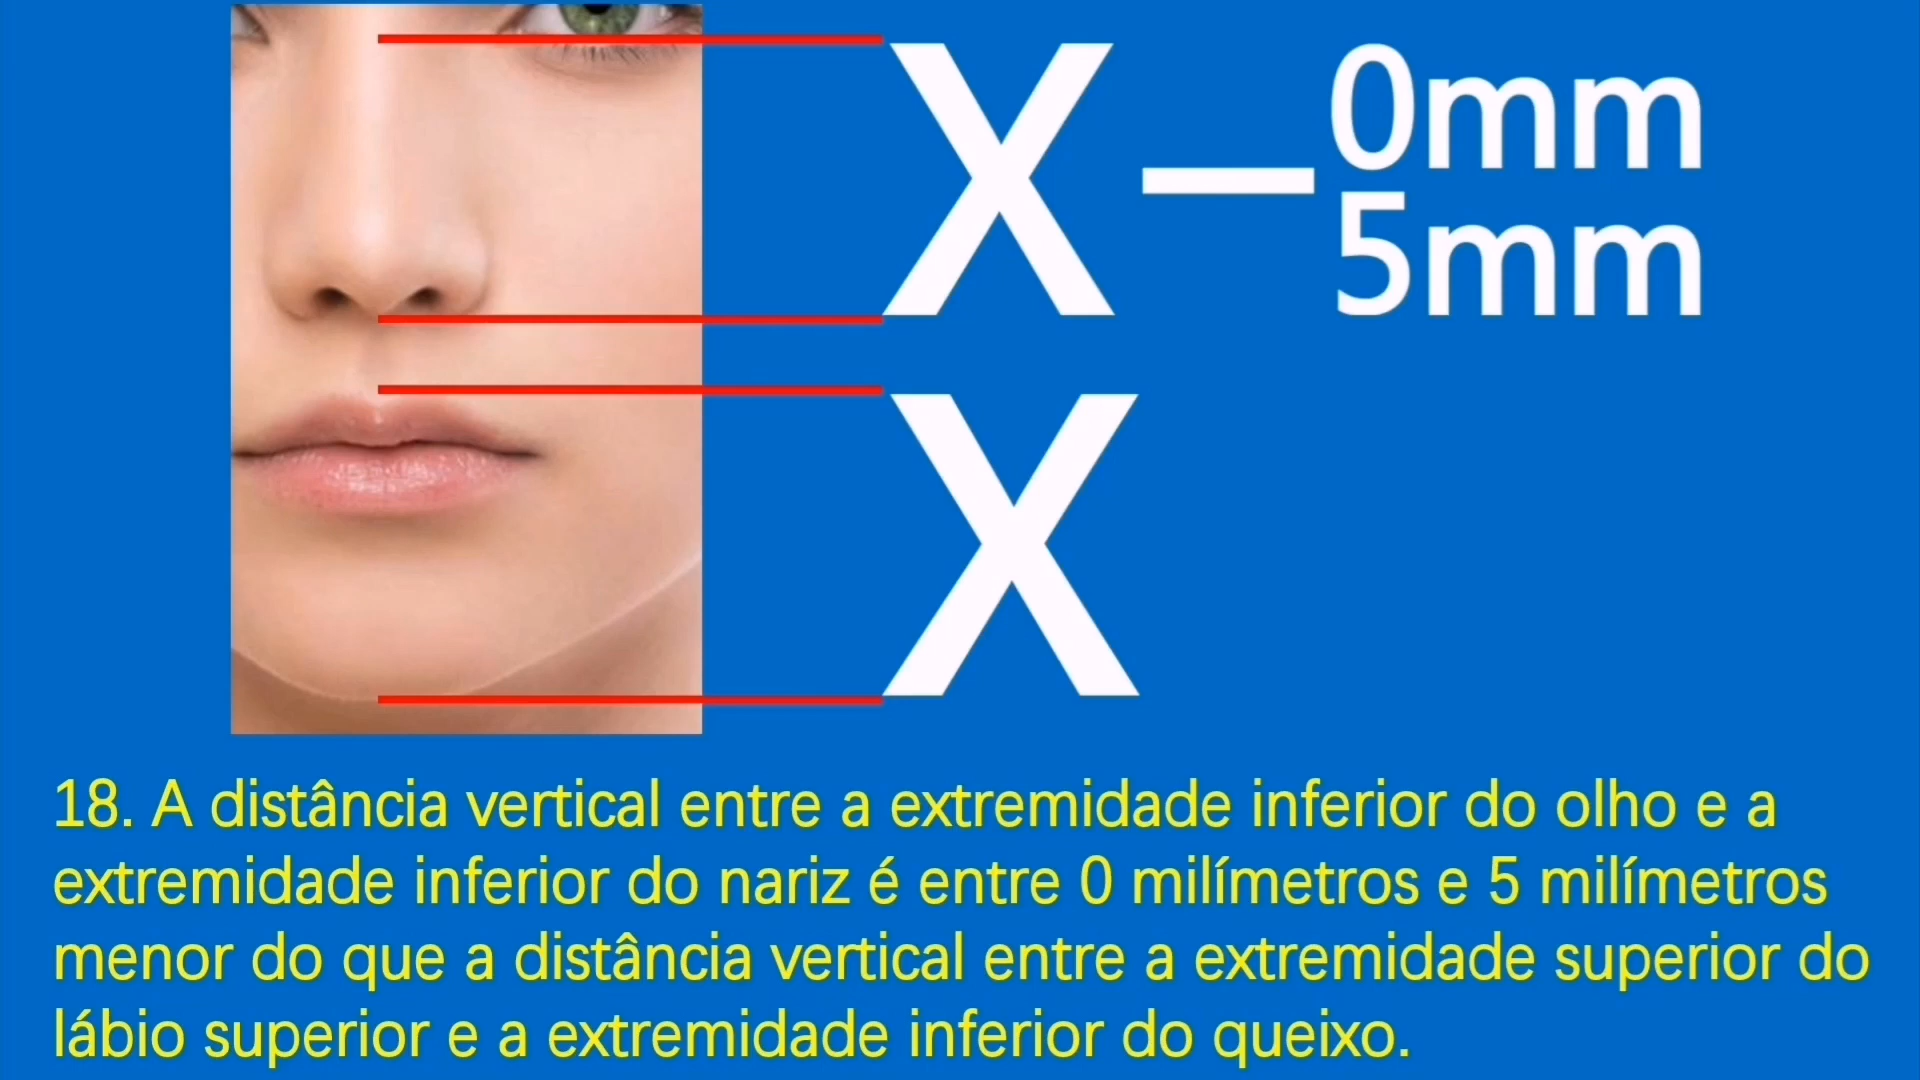 X — 0mm
5mm
X
18. A distância vertical entre a extremidade inferior do olho e a
extremidade inferior do nariz é entre 0 milímetros e 5 milímetros
menor do que a distância vertical entre a extremidade superior do
lábio superior e a extremidade inferior do queixo.